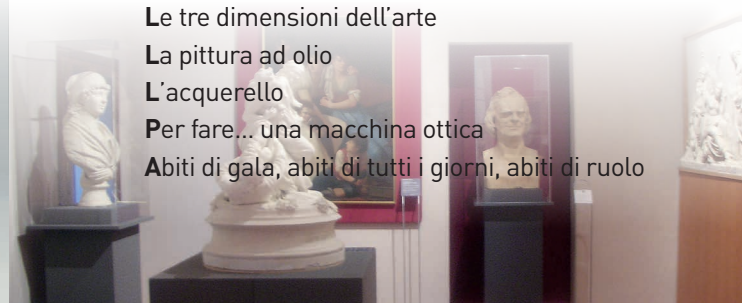 Le tre dimensioni dell'arte
La pittura ad olio
L'acquerello
Per fare... una macchina ottica
Abiti di gala, abiti di tutti i giorni, abiti di ruolo